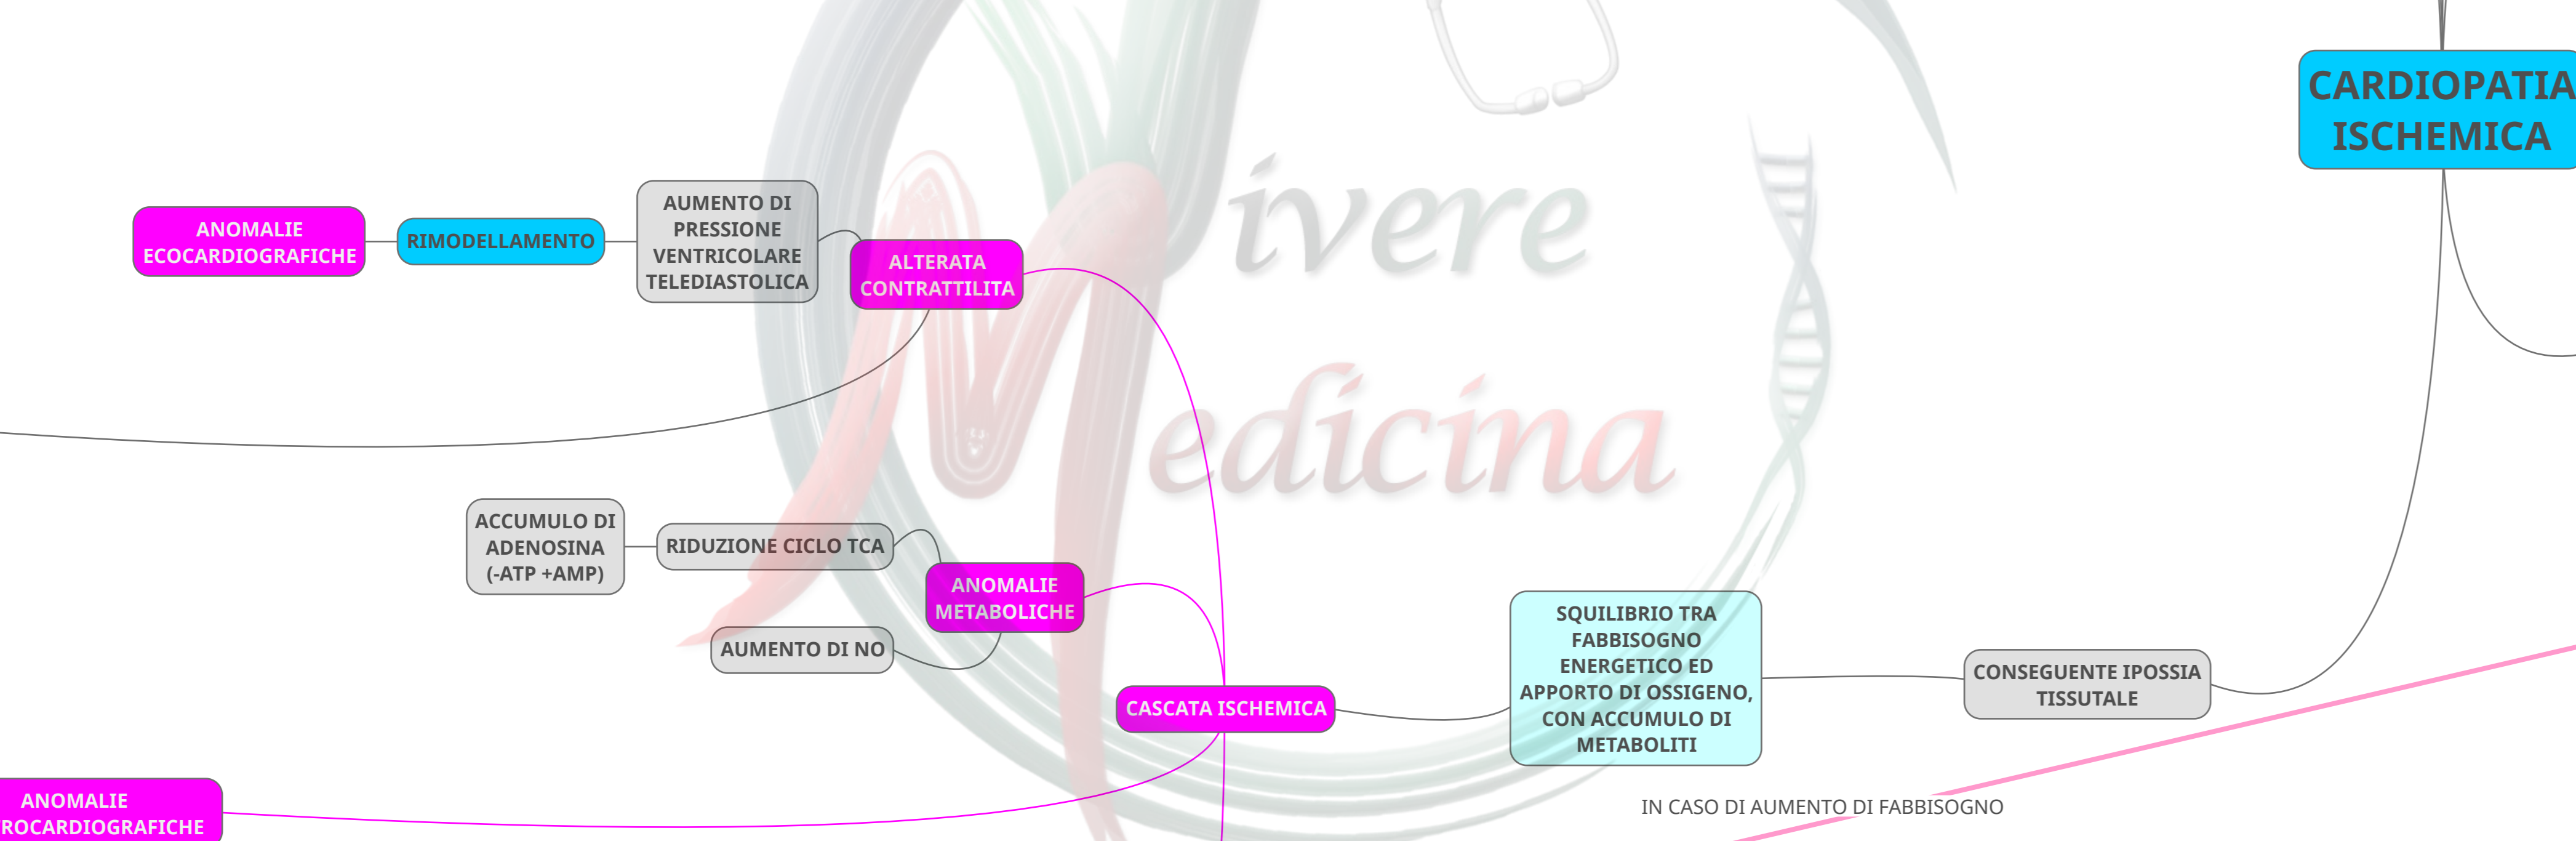 CARDIOPATIA
ISCHEMICA
ANOMALIE
ECOCARDIOGRAFICHE
RIMODELLAMENTO
AUMENTO DI
PRESSIONE
VENTRICOLARE
TELEDIASTOLICA
ALTERATA
CONTRATTILITA
Vivere
Medicina
ACCUMULO DI
ADENOSINA
(-ATP +AMP)
RIDUZIONE CICLO TCA
ANOMALIE
METABOLICHE
AUMENTO DI NO
CASCATA ISCHEMICA
SQUILIBRIO TRA
FABBISOGNO
ENERGETICO ED
APPORTO DI OSSIGENO,
CON ACCUMULO DI
METABOLITI
CONSEGUENTE IPOSSIA
TISSUTALE
ANOMALIE
ROCARDIOGRAFICHE
IN CASO DI AUMENTO DI FABBISOGNO